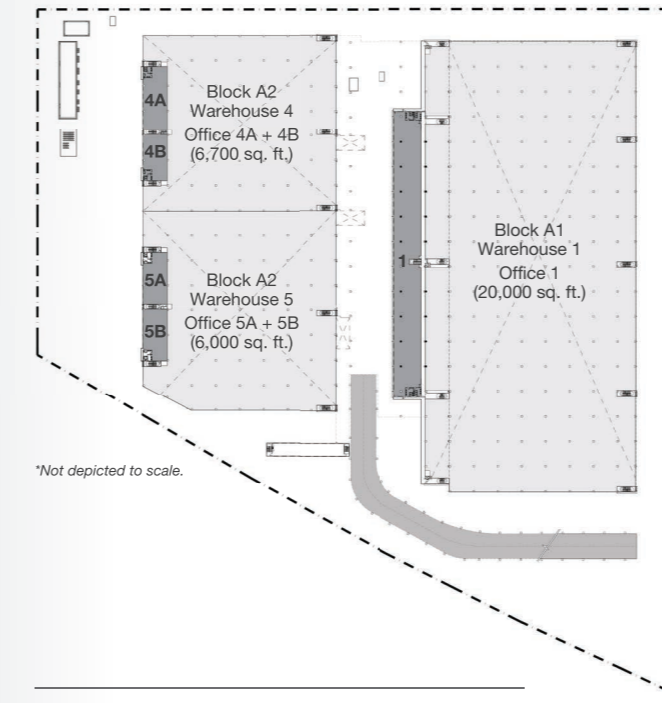 4A
4B
Block A2
Warehouse 4
Office 4A + 4B
(6,700 sq. ft.)
5A
5B
Block A2
Warehouse 5
Office 5A + 5B
(6,000 sq. ft.)
1
Block A1
Warehouse 1
Office 1
(20,000 sq. ft.)
*Not depicted to scale.